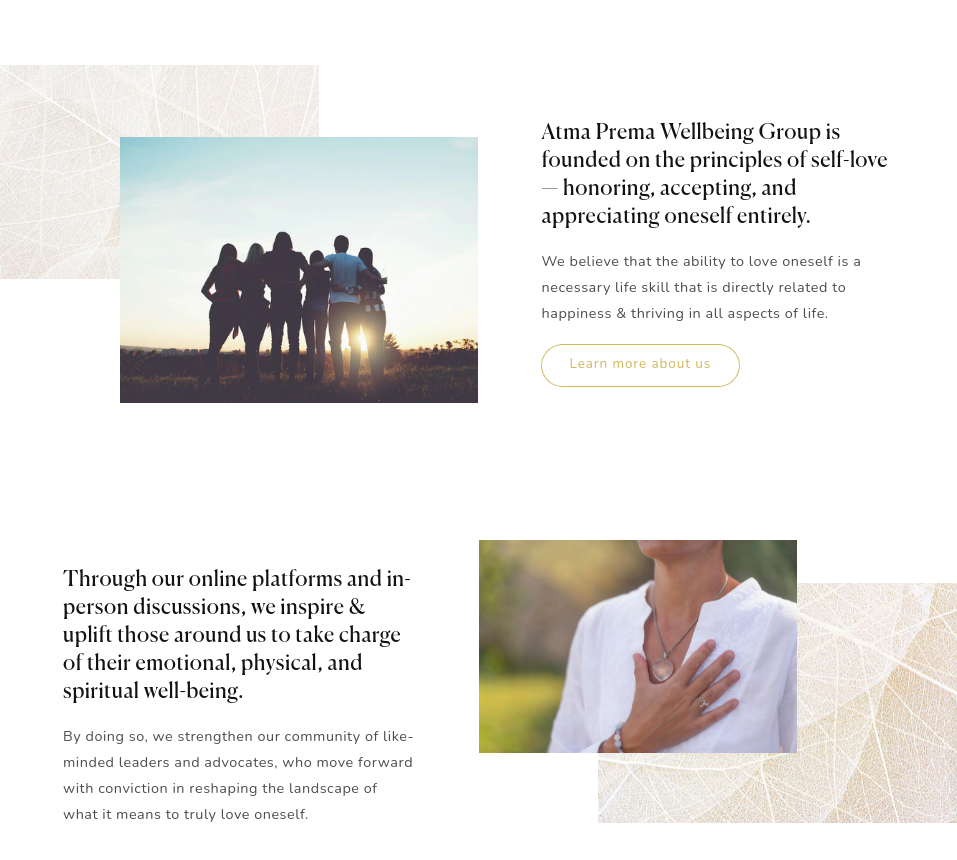 Atma Prema Wellbeing Group is
founded on the principles of self-love
— honoring, accepting, and
appreciating oneself entirely.
We believe that the ability to love oneself is a
necessary life skill that is directly related to
happiness & thriving in all aspects of life.
Learn more about us
Through our online platforms and in-
person discussions, we inspire &
uplift those around us to take charge
of their emotional, physical, and
spiritual well-being.
By doing so, we strengthen our community of like-
minded leaders and advocates, who move forward
with conviction in reshaping the landscape of
what it means to truly love oneself.